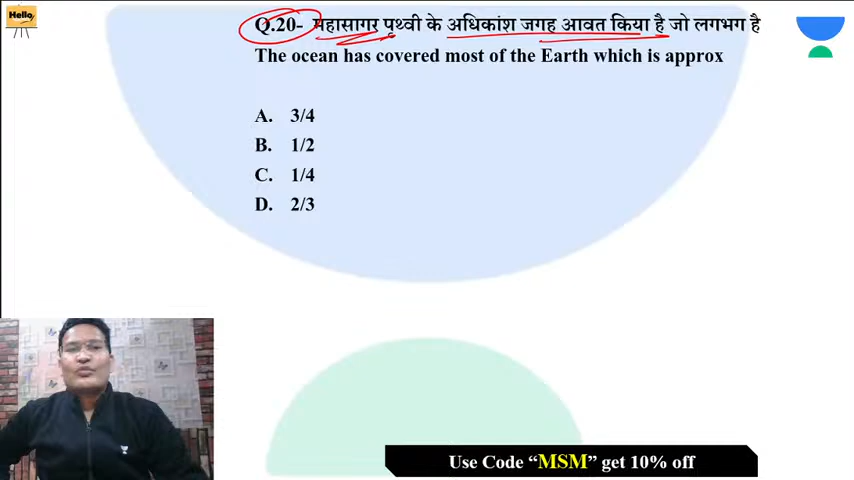 Hello
Q.20- महासागर पृथ्वी के अधिकांश जगह आवत किया है जो लगभग है
The ocean has covered most of the Earth which is approx
A. 3/4
B. 1/2
C. 1/4
D. 2/3
Use Code “MSM” get 10% off